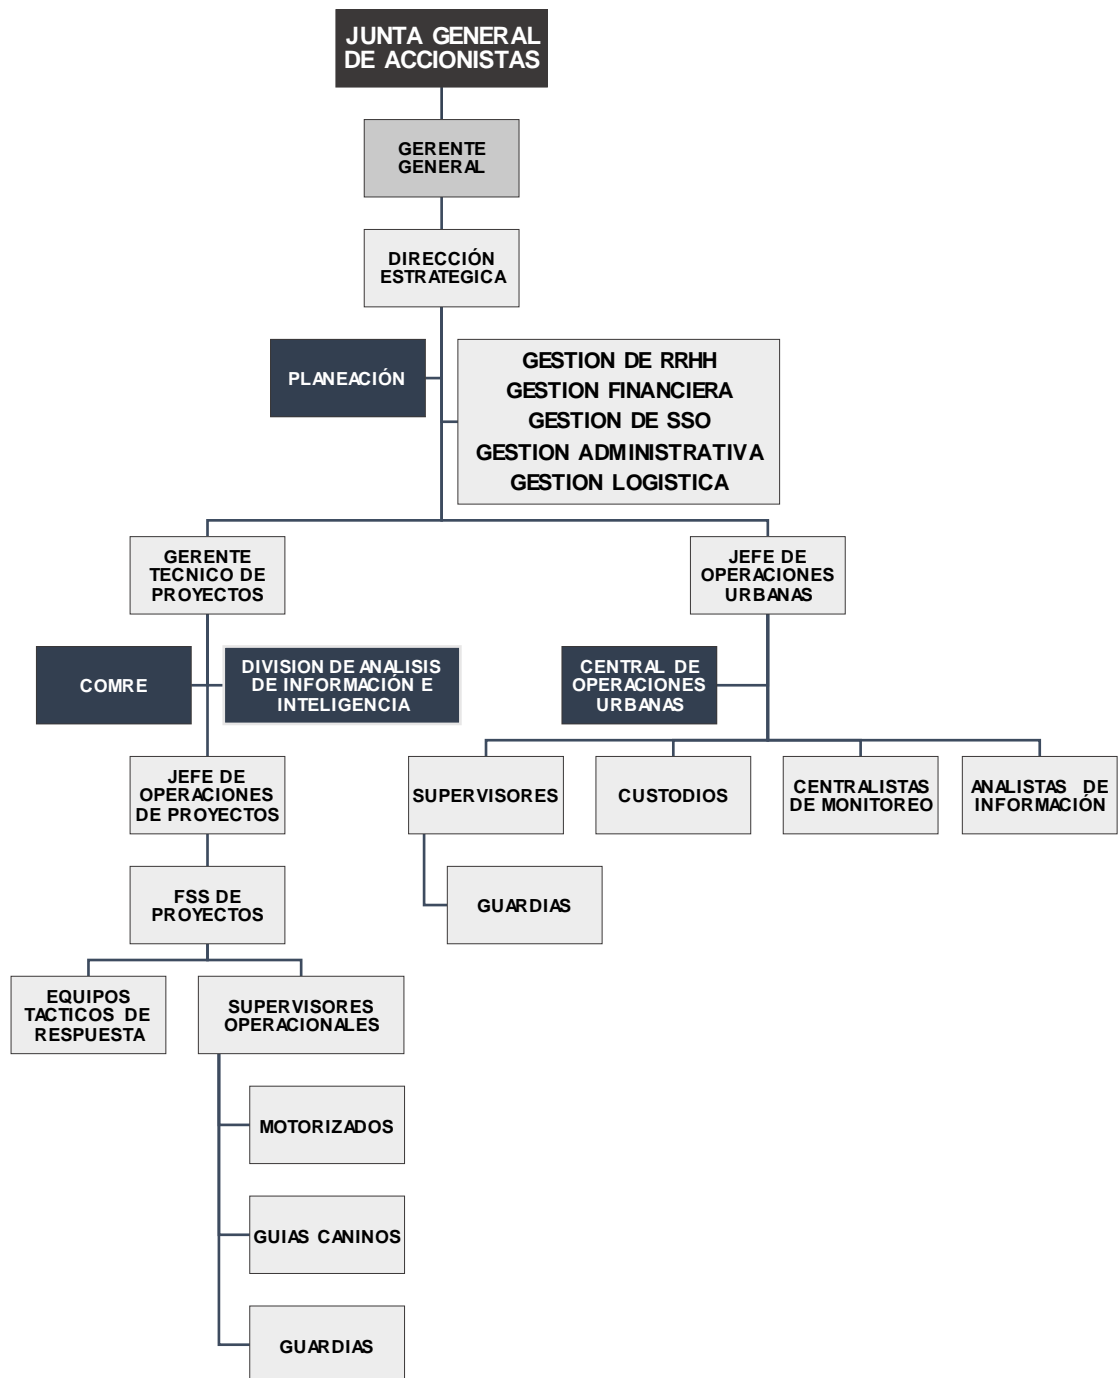 JUNTA GENERAL
DE ACCIONISTAS
GERENTE
GENERAL
DIRECCIÓN
ESTRATEGICA
PLANEACIÓN
GESTION DE RRHH
GESTION FINANCIERA
GESTION DE SSO
GESTION ADMINISTRATIVA
GESTION LOGISTICA
GERENTE
TECNICO DE
PROYECTOS
JEFE DE
OPERACIONES
URBANAS
COMRE
DIVISION DE ANALISIS
DE INFORMACIÓN E
INTELIGENCIA
CENTRAL DE
OPERACIONES
URBANAS
JEFE DE
OPERACIONES
DE PROYECTOS
SUPERVISORES
CUSTODIOS
CENTRALISTAS
DE MONITOREO
ANALISTAS DE
INFORMACIÓN
FSS DE
PROYECTOS
GUARDIAS
EQUIPOS
TACTICOS DE
RESPUESTA
SUPERVISORES
OPERACIONALES
MOTORIZADOS
GUIAS CANINOS
GUARDIAS